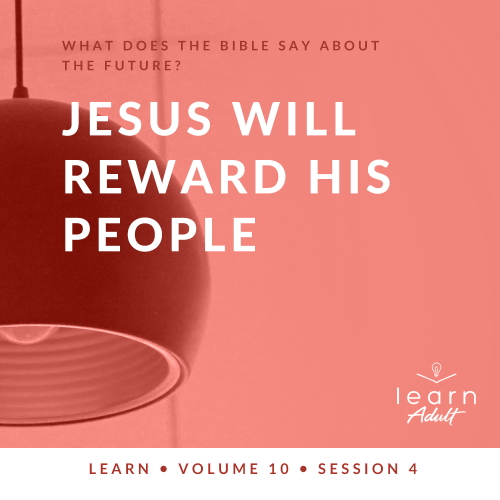 WHAT DOES THE BIBLE SAY ABOUT
THE FUTURE?
JESUS WILL
REWARD HIS
PEOPLE
learn
Adult
LEARN • VOLUME 10 • SESSION 4